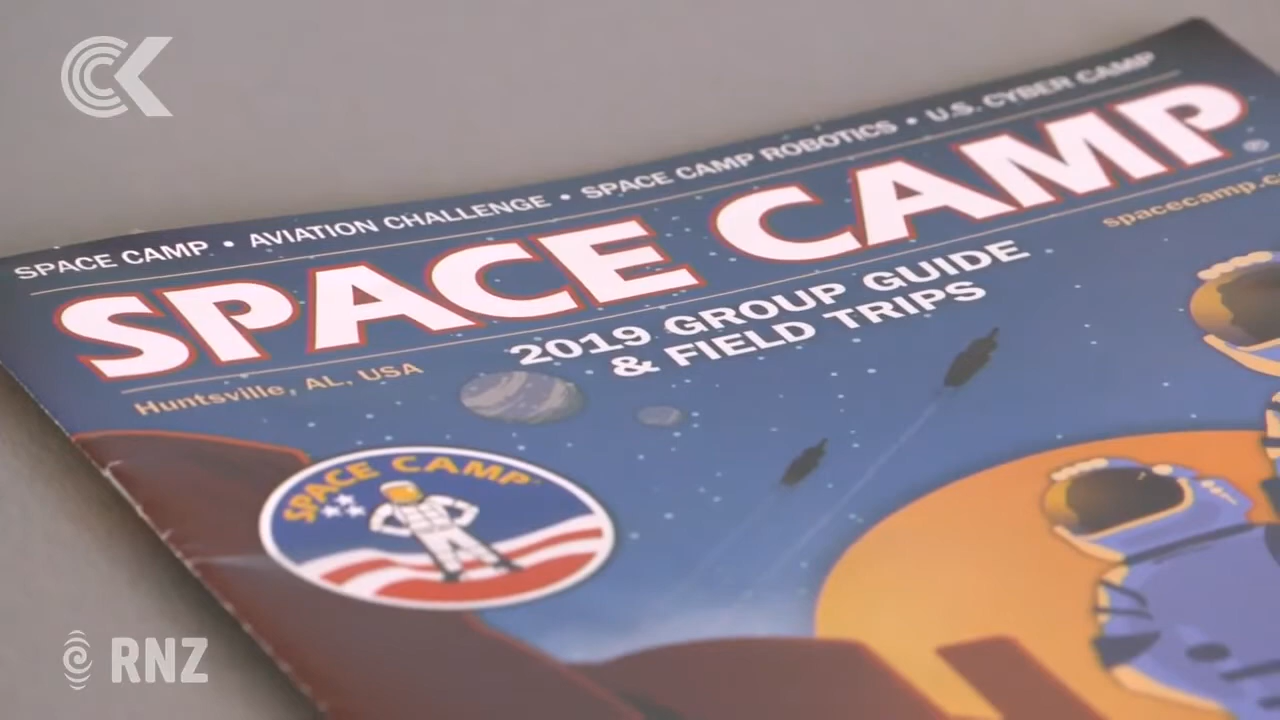 CK
SPACE CAMP • AVIATION CHALLENGE • SPACE CAMP ROBOTICS • U.S. CYBER CAMP
SPACE CAMP®
Huntsville, AL, USA
2019 GROUP GUIDE
& FIELD TRIPS
spacecamp.c
SPACE CAMP
RNZ